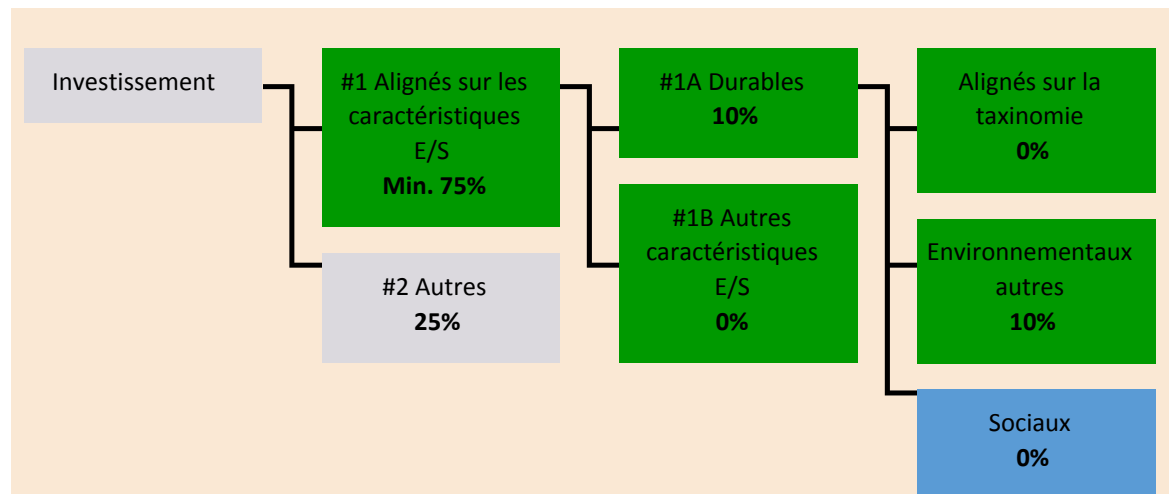 Investissement
#1 Alignés sur les
caractéristiques
E/S
Min. 75%
#2 Autres
25%
#1A Durables
10%
#1B Autres
caractéristiques
E/S
0%
Alignés sur la
taxinomie
0%
Environnementaux
autres
10%
Sociaux
0%